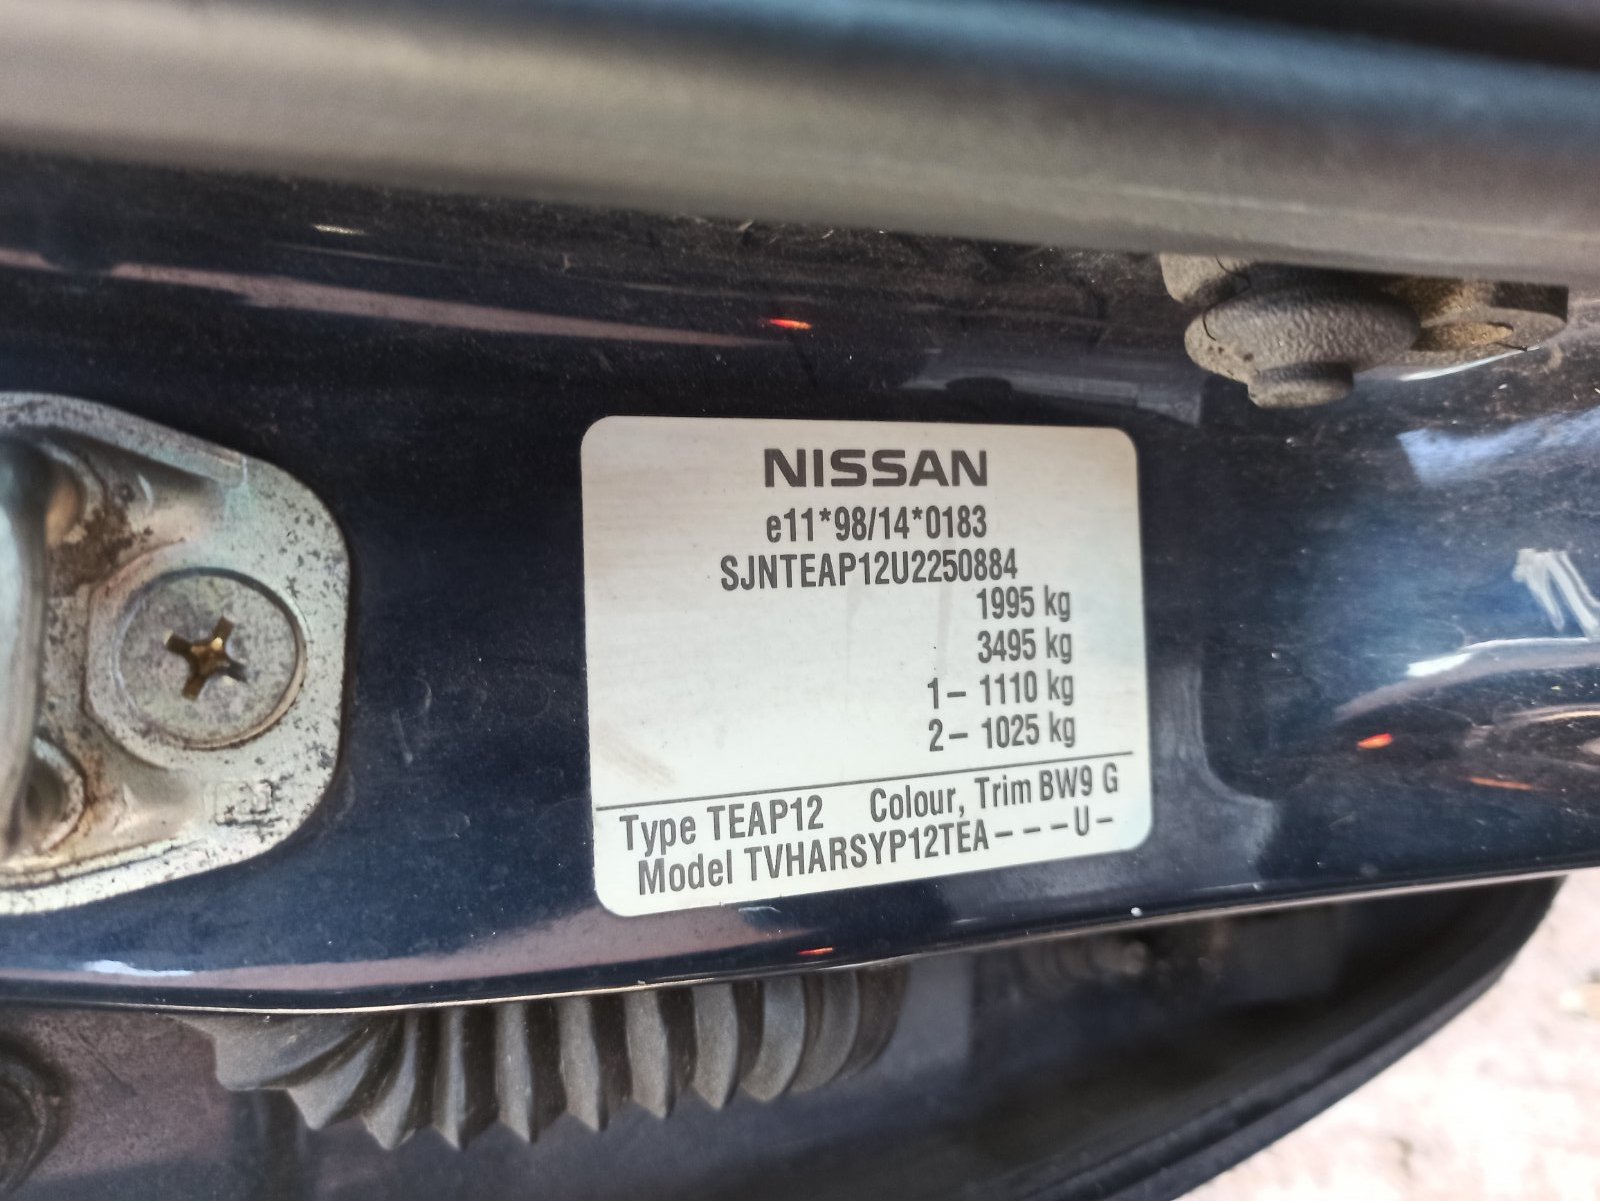 NISSAN
e11*98/14*0183
SJNTEAP12U2250884
1995 kg
3495 kg
1– 1110 kg
2– 1025 kg
Type TEAP12 Colour, Trim BW9 G
Model TVHARSYP12TEA– – –U–